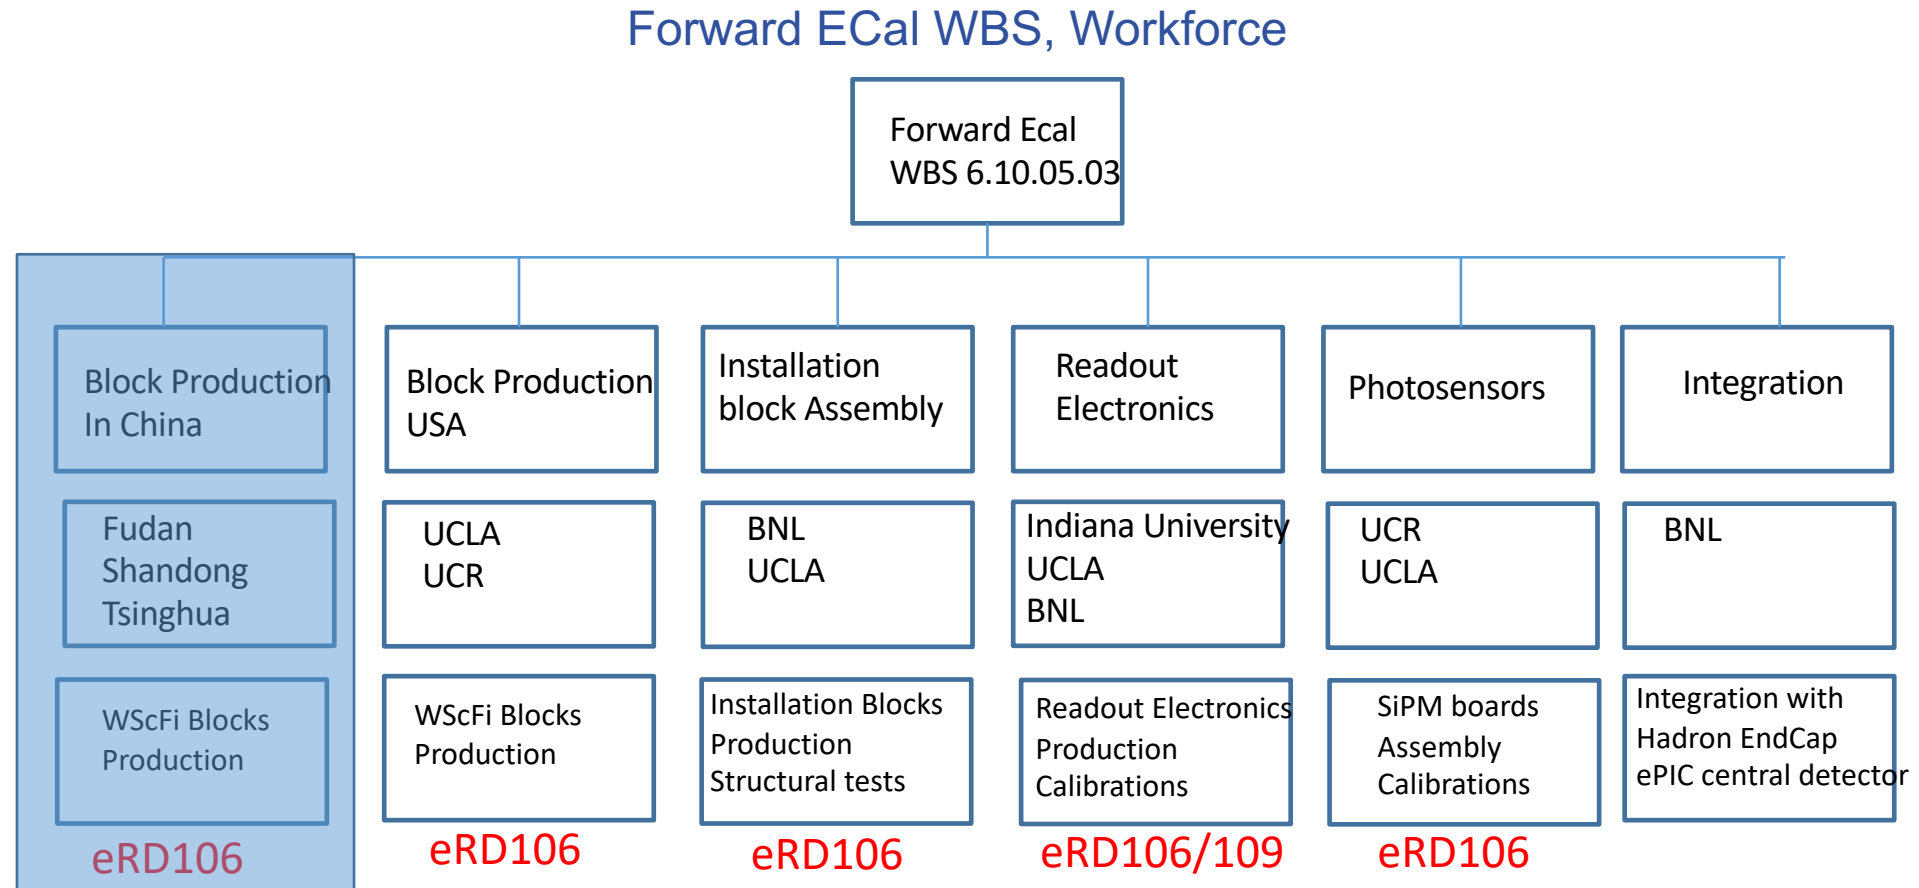 Forward ECal WBS, Workforce
Forward Ecal
WBS 6.10.05.03
Block Production
In China
Block Production
USA
Installation
block Assembly
Readout
Electronics
Photosensors
Integration
Fudan
Shandong
Tsinghua
UCLA
UCR
BNL
UCLA
Indiana University
UCLA
BNL
UCR
UCLA
BNL
WScFi Blocks
Production
WScFi Blocks
Production
Installation Blocks
Production
Structural tests
Readout Electronics
Production
Calibrations
SiPM boards
Assembly
Calibrations
Integration with
Hadron EndCap
ePIC central detector
eRD106
eRD106
eRD106
eRD106/109
eRD106